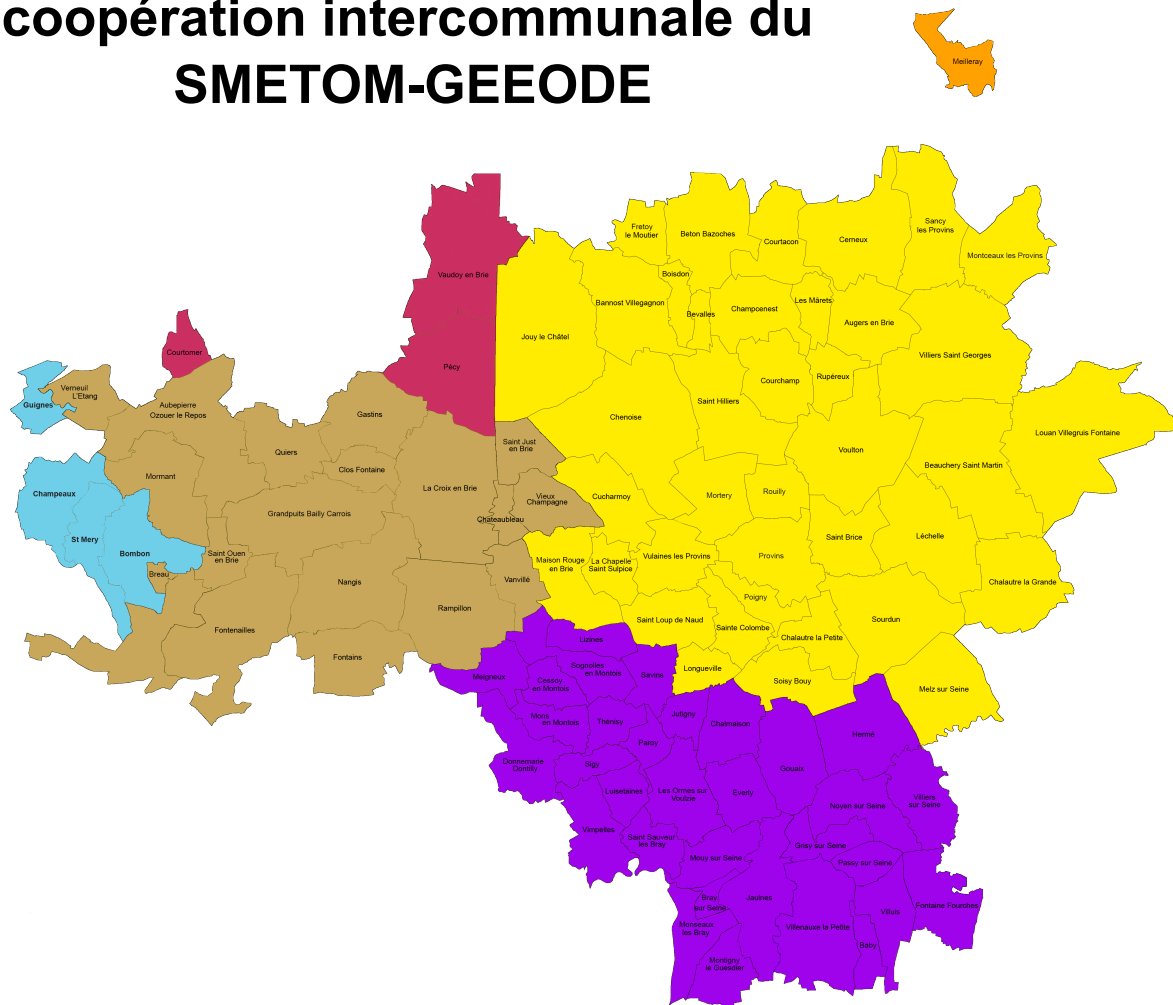 coopération intercommunale du
SMETOM-GEEODE
Meilleray
Sancy
les Provins
Fretoy
le Moutier
Beton Bazoches
Courtacon
Cerneux
Montceaux les Provins
Vaudoy en Brie
Boisdon
Bannost Villegagnon
Les Mârets
Bevalles
Champcenest
Augers en Brie
Jouy le Châtel
Courtomer
Villiers Saint Georges
Pécy
Courchamp
Rupéreux
Verneuil
L'Etang
Guignes
Aubepierre
Ozouer le Repos
Gastins
Saint Hilliers
Chenoise
Louan Villegruis Fontaine
Quiers
Saint Just
en Brie
Voulton
Clos Fontaine
Beauchery Saint Martin
Mormant
La Croix en Brie
Champeaux
Vieux
Champagne
Cucharmoy
Mortery
Rouilly
Grandpuits Bailly Carrois
Chateaubleau
St Mery
Saint Brice
Léchelle
Bombon
Saint Ouen
en Brie
Maison Rouge
en Brie
La Chapelle
Saint Sulpice
Vulaines les Provins
Provins
Breau
Nangis
Vanvillé
Chalautre la Grande
Poigny
Rampillon
Saint Loup de Naud
Sainte Colombe
Sourdun
Fontenailles
Lizines
Chalautre la Petite
Fontains
Sognolles
en Montois
Longueville
Meigneux
Cessoy
en Montois
Savins
Soisy Bouy
Melz sur Seine
Mons
en Montois
Thénisy
Jutigny
Chalmaison
Hermé
Paroy
Donnemarie
Dontilly
Sigy
Gouaix
Luisetaines
Les Ormes sur
Voulzie
Everly
Noyen sur Seine
Villiers
sur Seine
Vimpelles
Saint Sauveur
les Bray
Grisy sur Seine
Mouy sur Seine
Passy sur Seine
Bray
sur Seine
Jaulnes
Villuis
Fontaine Fourches
Monseaux
les Bray
Villenauxe la Petite
Baby
Montigny
le Guesdier